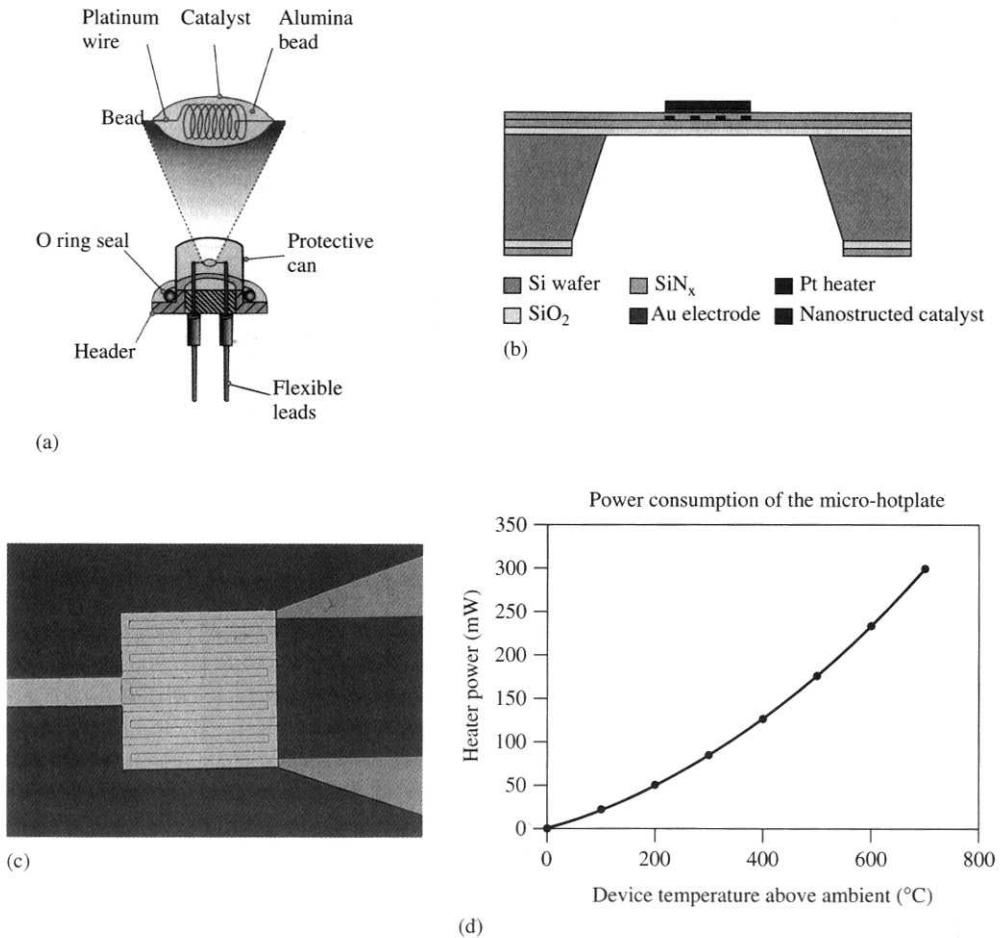 Platinum wire
Catalyst
Alumina bead
Bead
O ring seal
Protective can
Header
Flexible leads
(a)
Si wafer
SiNx
Pt heater
SiO2
Au electrode
Nanostructed catalyst
(b)
(c)
Power consumption of the micro-hotplate
350
300
250
200
150
100
50
0
Heater power (mW)
0
200
400
600
800
Device temperature above ambient (°C)
(d)